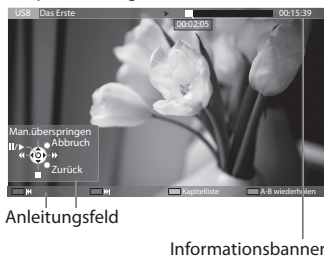 USB Das Erste 00:15:39
00:02:05
Man.überspringen
Abbruch
Zurück
Kapitelliste A-B wiederholen
Anleitungsfeld
Informationsbanner